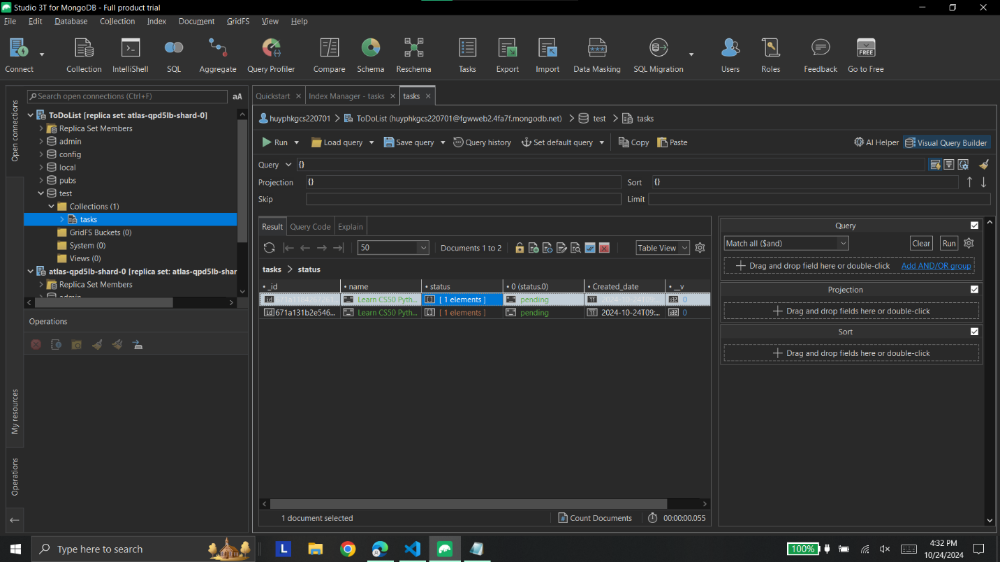 Studio 3T for MongoDB - Full product trial
File Edit Database Collection Index Document GridFS View Help
Connect Collection IntelliShell SQL Aggregate Query Profiler Compare Schema Reschema Tasks Export Import Data Masking SQL Migration Users Roles Feedback Go to Free
FREE
Open connections
Search open connections (Ctrl+F) aA
ToDoList [replica set: atlas-qpd5lb-shard-0]
Replica Set Members
admin
config
local
pubs
test
Collections (1)
tasks
GridFS Buckets (0)
System (0)
Views (0)
atlas-qpd5lb-shard-0 [replica set: atlas-qpd5lb-shar
Replica Set Members
admin
Operations
My resources
Operations
Quickstart Index Manager - tasks tasks
huyphkgcs220701 ToDoList (huyphkgcs220701@fgwweb2.4fa7f.mongodb.net) test tasks
Run Load query Save query Query history Set default query Copy Paste AI Helper Visual Query Builder
Query {}
Projection {} Sort {}
Skip Limit
Result Query Code Explain
50 Documents 1 to 2 Table View
tasks > status
_id name status 0 (status.0) Created_date __v
Learn CS50 Pyth... [ 1 elements ] pending 0
671a131b2e546... Learn CS50 Pyth... [ 1 elements ] pending 2024-10-24T09:... 0
1 document selected Count Documents 00:00:00.055
Query
Match all ($and) Clear Run
Drag and drop field here or double-click Add AND/OR group
Projection
Drag and drop fields here or double-click
Sort
Drag and drop fields here or double-click
Type here to search
L
100%
4:32 PM
10/24/2024